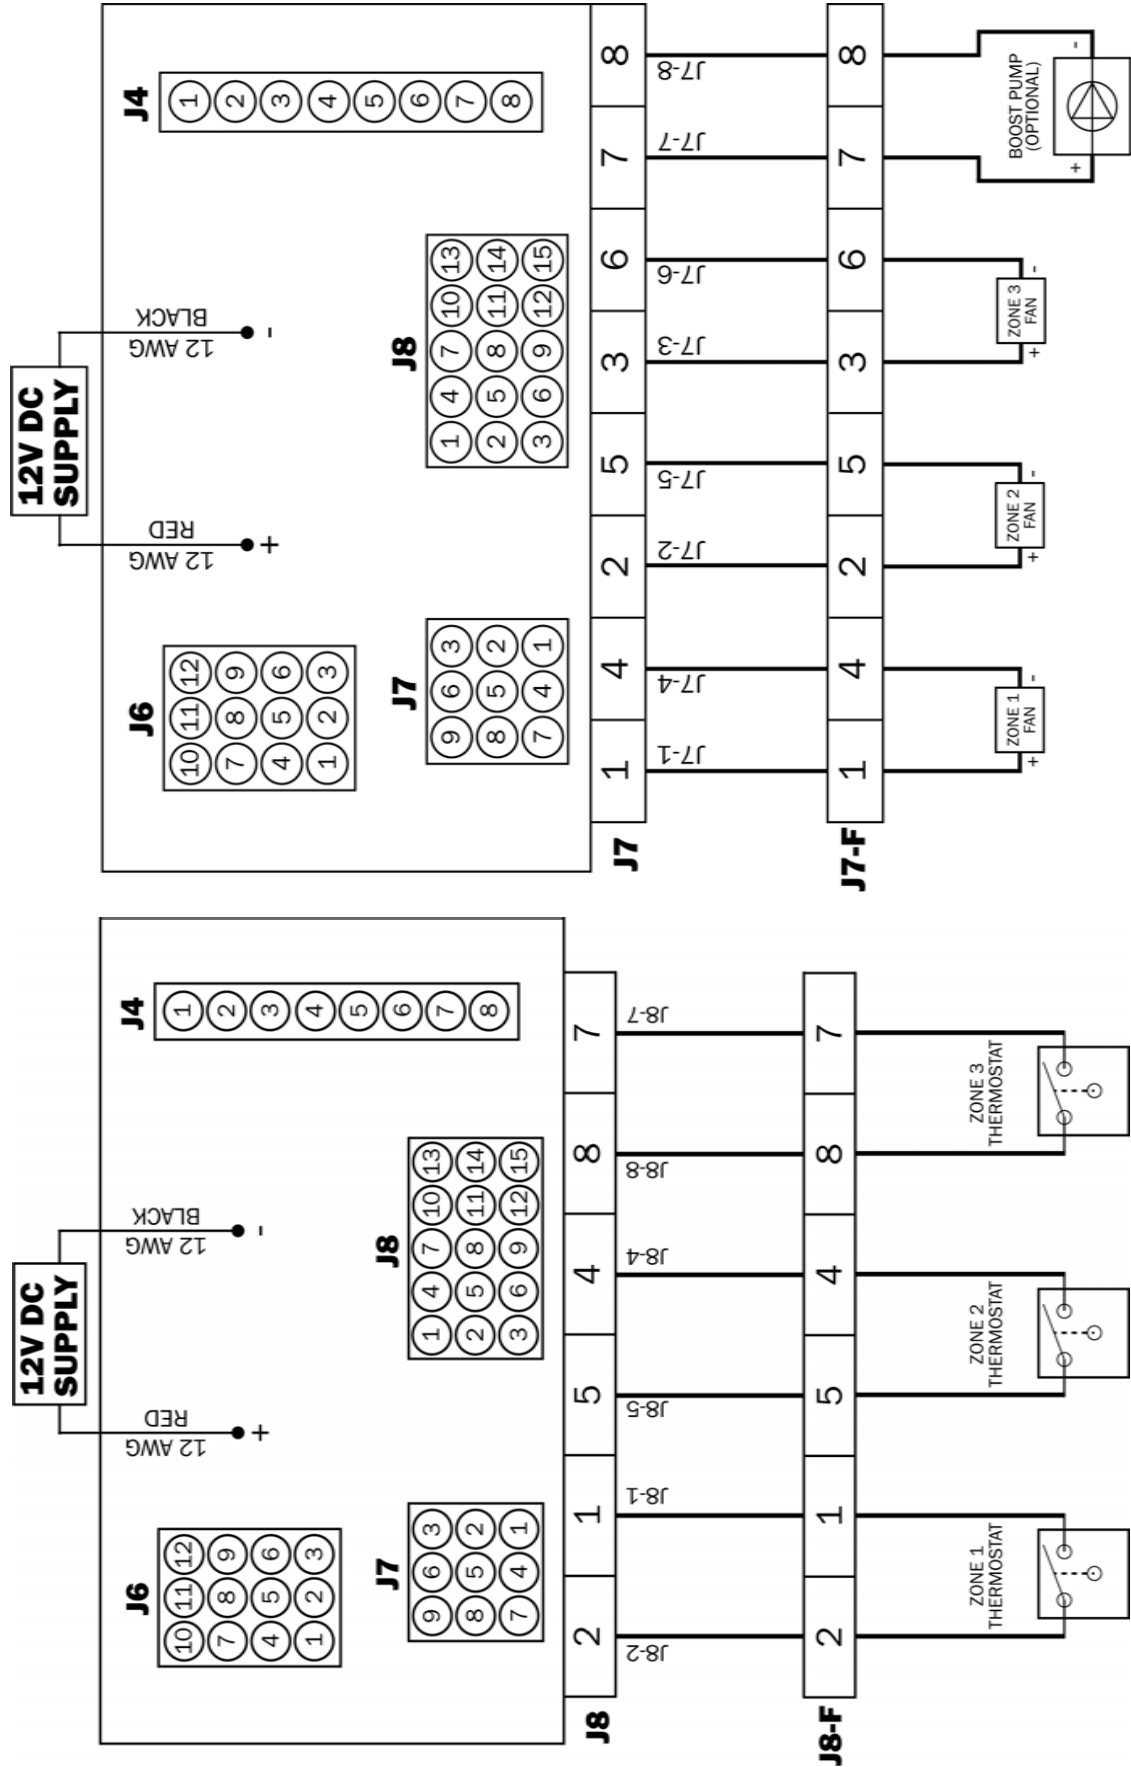 12V DC
SUPPLY
12 AWG
RED
12 AWG
BLACK
+
-
J6
10 11 12
7 8 9
4 5 6
1 2 3
J4
1
2
3
4
5
6
7
8
J7
9 6 3
8 5 2
7 4 1
J8
1 4 7 10 13
2 5 8 11 14
3 6 9 12 15
J8
2 1 5 4 8 7
J8-2
J8-1
J8-5
J8-4
J8-8
J8-7
J8-F
2 1 5 4 8 7
ZONE 1
THERMOSTAT
ZONE 2
THERMOSTAT
ZONE 3
THERMOSTAT
12V DC
SUPPLY
12 AWG
RED
12 AWG
BLACK
+
-
J6
10 11 12
7 8 9
4 5 6
1 2 3
J4
1
2
3
4
5
6
7
8
J7
9 6 3
8 5 2
7 4 1
J8
1 4 7 10 13
2 5 8 11 14
3 6 9 12 15
J7
1 4 2 5 3 6 7 8
J7-1
J7-4
J7-2
J7-5
J7-3
J7-6
J7-7
J7-8
J7-F
1 4 2 5 3 6 7 8
+
ZONE 1
FAN
-
+
ZONE 2
FAN
-
+
ZONE 3
FAN
-
BOOST PUMP
(OPTIONAL)
+
-